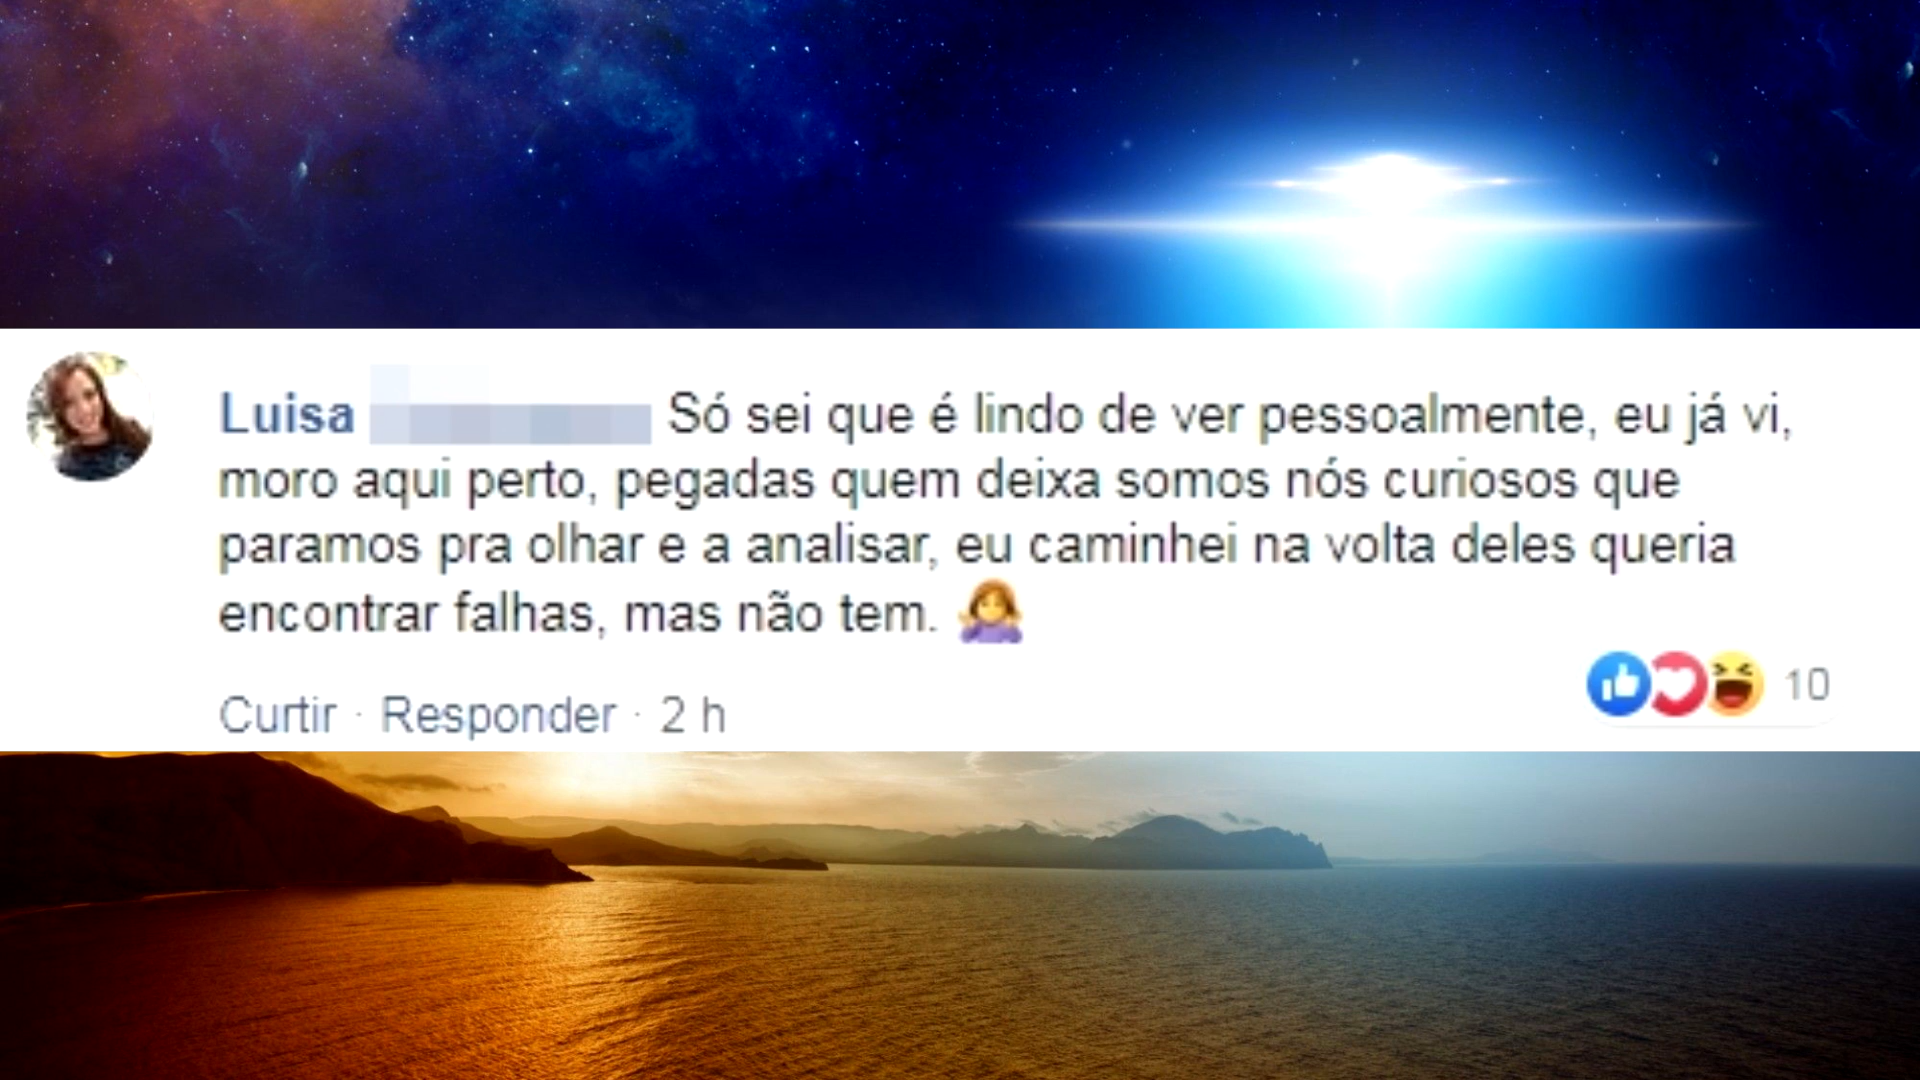 Luisa Só sei que é lindo de ver pessoalmente, eu já vi,
moro aqui perto, pegadas quem deixa somos nós curiosos que
paramos pra olhar e a analisar, eu caminhei na volta deles queria
encontrar falhas, mas não tem. 🤷‍♀️
Curtir · Responder · 2 h
10